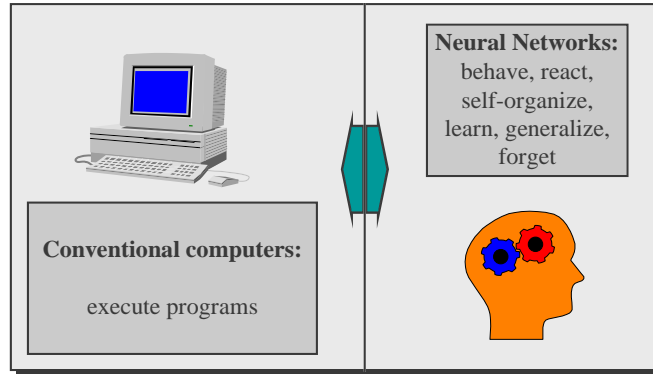 Conventional computers:
execute programs
Neural Networks:
behave, react,
self-organize,
learn, generalize,
forget